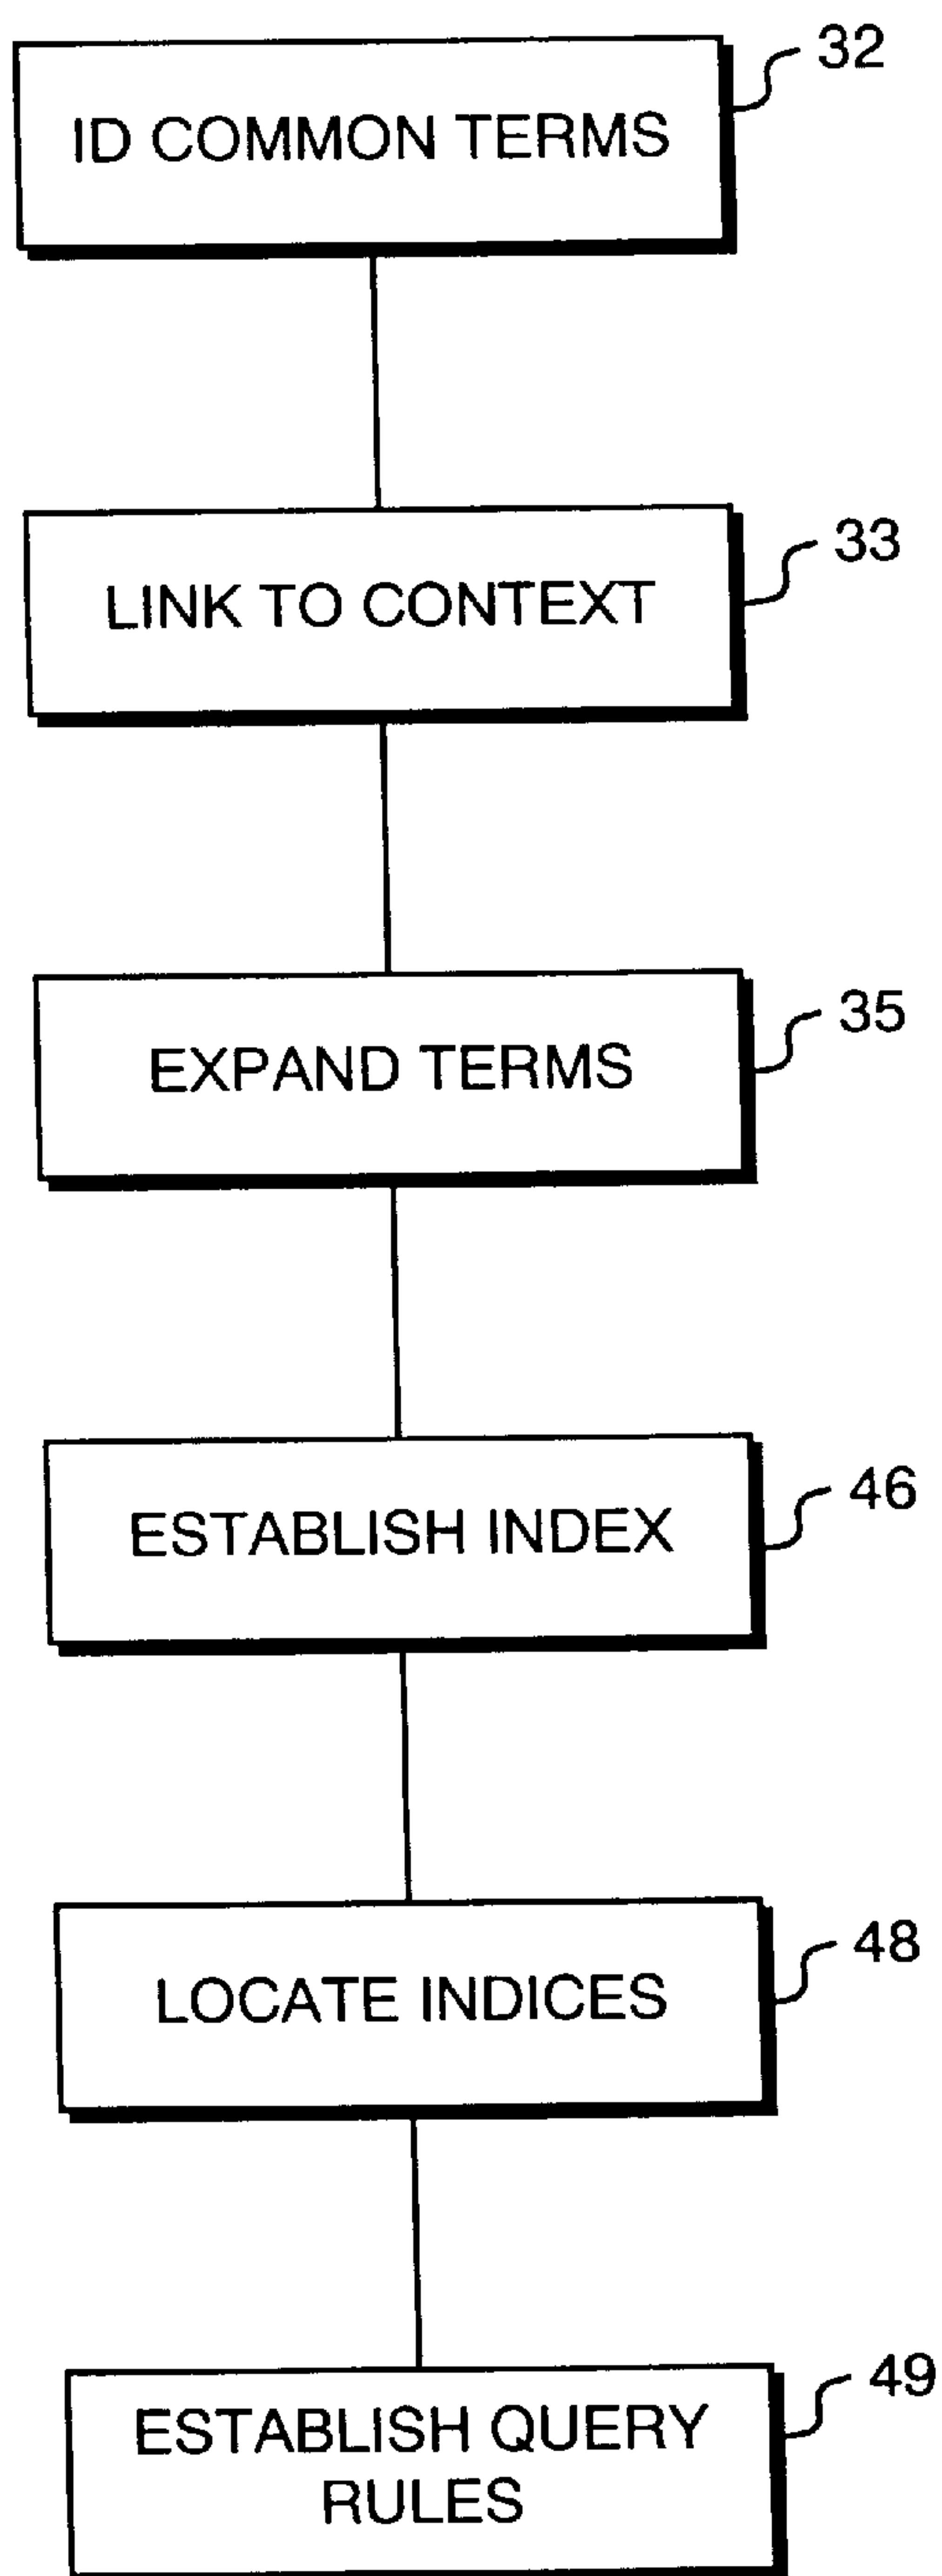 32
ID COMMON TERMS
33
LINK TO CONTEXT
35
EXPAND TERMS
46
ESTABLISH INDEX
48
LOCATE INDICES
49
ESTABLISH QUERY
RULES